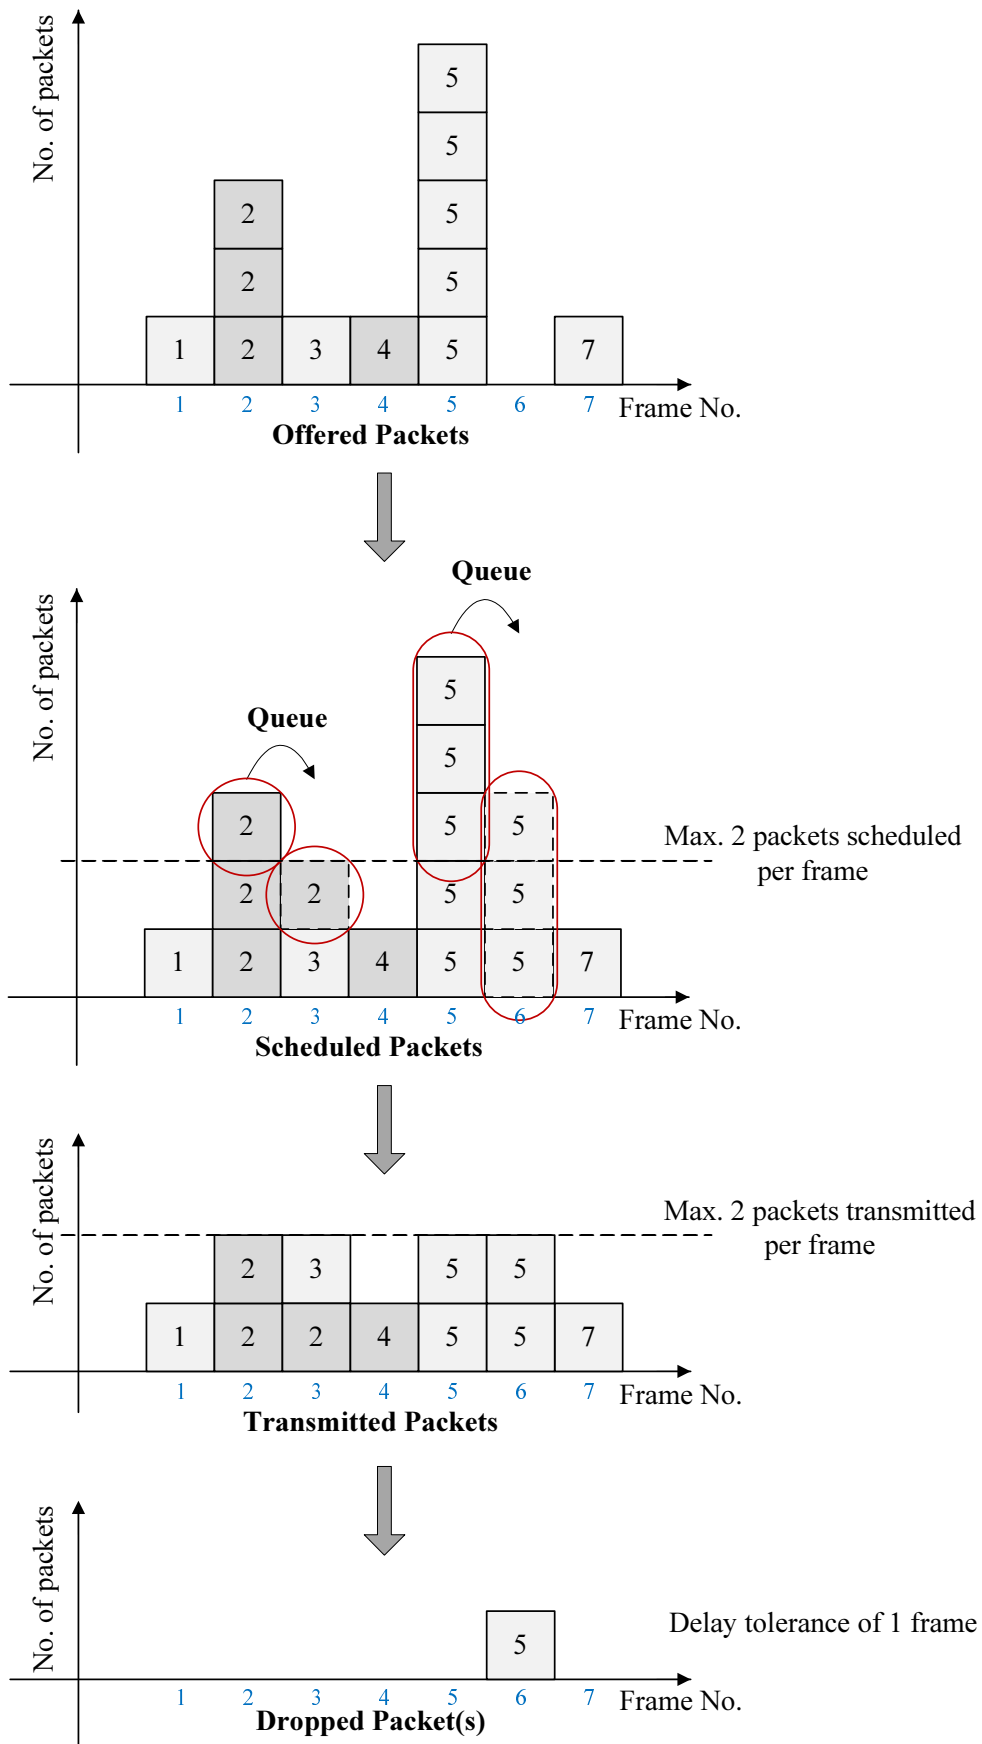 No. of packets
5
5
2 5
2 5
1 2 3 4 5 7
1 2 3 4 5 6 7 Frame No.
Offered Packets
Queue
No. of packets
5
Queue
5
2 5 5
Max. 2 packets scheduled
per frame
2 2 5 5
1 2 3 4 5 5 7
1 2 3 4 5 6 7 Frame No.
Scheduled Packets
No. of packets
Max. 2 packets transmitted
per frame
2 3 5 5
1 2 2 4 5 5 7
1 2 3 4 5 6 7 Frame No.
Transmitted Packets
No. of packets
Delay tolerance of 1 frame
5
1 2 3 4 5 6 7 Frame No.
Dropped Packet(s)